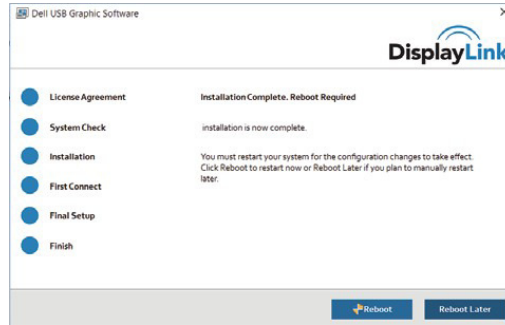 Dell USB Graphic Software
DisplayLink
License Agreement
System Check
Installation
First Connect
Final Setup
Finish
Installation Complete. Reboot Required
installation is now complete.
You must restart your system for the configuration changes to take effect.
Click Reboot to restart now or Reboot Later if you plan to manually restart
later.
Reboot
Reboot Later